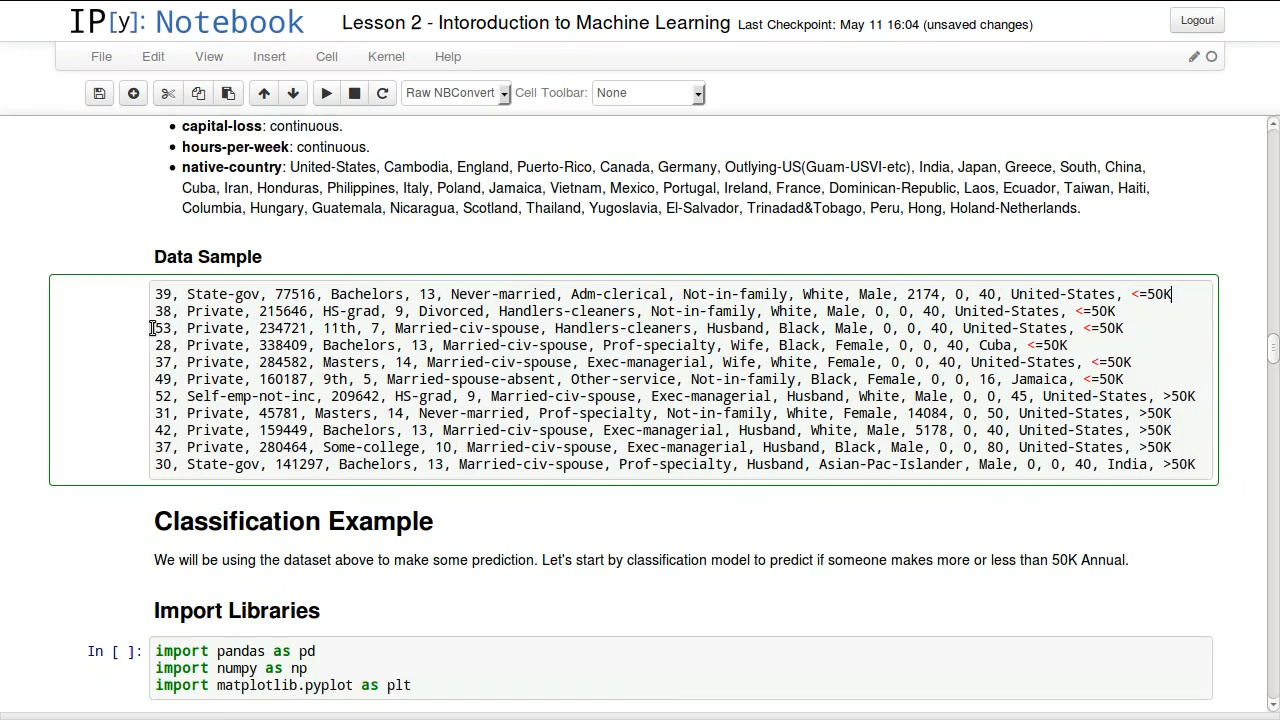 IP[y]: Notebook Lesson 2 - Intoroduction to Machine Learning Last Checkpoint: May 11 16:04 (unsaved changes) Logout
File Edit View Insert Cell Kernel Help
Raw NBConvert Cell Toolbar: None
capital-loss: continuous.
hours-per-week: continuous.
native-country: United-States, Cambodia, England, Puerto-Rico, Canada, Germany, Outlying-US(Guam-USVI-etc), India, Japan, Greece, South, China,
Cuba, Iran, Honduras, Philippines, Italy, Poland, Jamaica, Vietnam, Mexico, Portugal, Ireland, France, Dominican-Republic, Laos, Ecuador, Taiwan, Haiti,
Columbia, Hungary, Guatemala, Nicaragua, Scotland, Thailand, Yugoslavia, El-Salvador, Trinadad&Tobago, Peru, Hong, Holand-Netherlands.
Data Sample
39, State-gov, 77516, Bachelors, 13, Never-married, Adm-clerical, Not-in-family, White, Male, 2174, 0, 40, United-States, <=50K
38, Private, 215646, HS-grad, 9, Divorced, Handlers-cleaners, Not-in-family, White, Male, 0, 0, 40, United-States, <=50K
53, Private, 234721, 11th, 7, Married-civ-spouse, Handlers-cleaners, Husband, Black, Male, 0, 0, 40, United-States, <=50K
28, Private, 338409, Bachelors, 13, Married-civ-spouse, Prof-specialty, Wife, Black, Female, 0, 0, 40, Cuba, <=50K
37, Private, 284582, Masters, 14, Married-civ-spouse, Exec-managerial, Wife, White, Female, 0, 0, 40, United-States, <=50K
49, Private, 160187, 9th, 5, Married-spouse-absent, Other-service, Not-in-family, Black, Female, 0, 0, 16, Jamaica, <=50K
52, Self-emp-not-inc, 209642, HS-grad, 9, Married-civ-spouse, Exec-managerial, Husband, White, Male, 0, 0, 45, United-States, >50K
31, Private, 45781, Masters, 14, Never-married, Prof-specialty, Not-in-family, White, Female, 14084, 0, 50, United-States, >50K
42, Private, 159449, Bachelors, 13, Married-civ-spouse, Exec-managerial, Husband, White, Male, 5178, 0, 40, United-States, >50K
37, Private, 280464, Some-college, 10, Married-civ-spouse, Exec-managerial, Husband, Black, Male, 0, 0, 80, United-States, >50K
30, State-gov, 141297, Bachelors, 13, Married-civ-spouse, Prof-specialty, Husband, Asian-Pac-Islander, Male, 0, 0, 40, India, >50K
Classification Example
We will be using the dataset above to make some prediction. Let's start by classification model to predict if someone makes more or less than 50K Annual.
Import Libraries
In [ ]: import pandas as pd
import numpy as np
import matplotlib.pyplot as plt